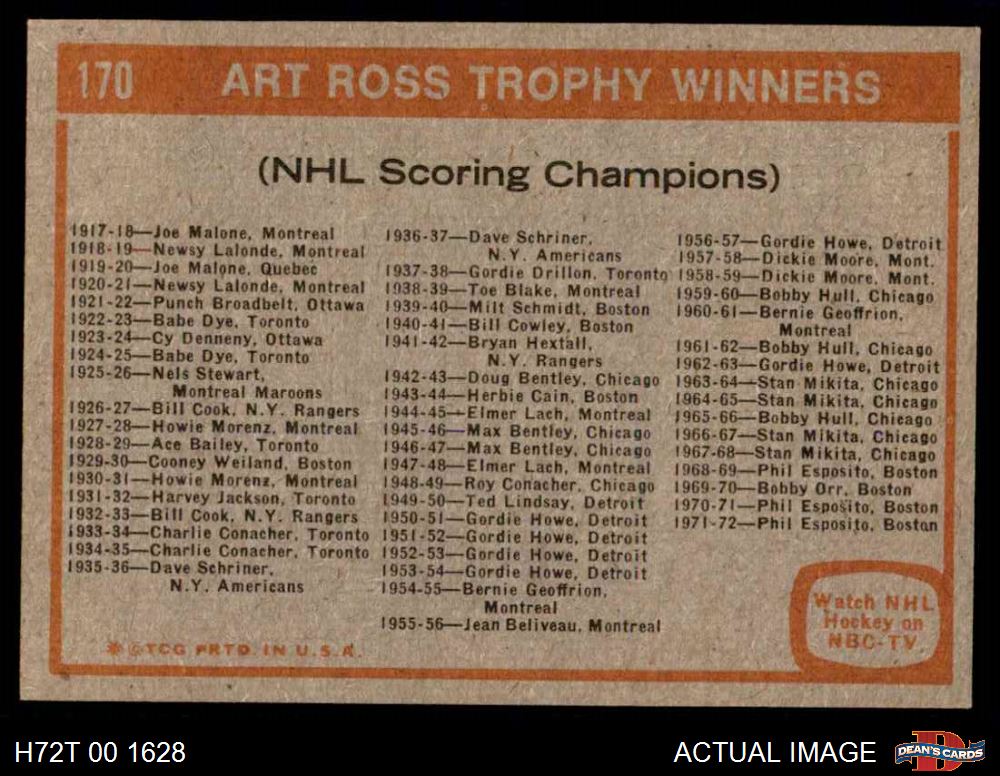 170 ART ROSS TROPHY WINNERS
(NHL Scoring Champions)
1917-18—Joe Malone, Montreal
1918-19—Newsy Lalonde, Montreal
1919-20—Joe Malone, Quebec
1920-21—Newsy Lalonde, Montreal
1921-22—Punch Broadbelt, Ottawa
1922-23—Babe Dye, Toronto
1923-24—Cy Denneny, Ottawa
1924-25—Babe Dye, Toronto
1925-26—Nels Stewart,
Montreal Maroons
1926-27—Bill Cook, N.Y. Rangers
1927-28—Howie Morenz, Montreal
1928-29—Ace Bailey, Toronto
1929-30—Cooney Weiland, Boston
1930-31—Howie Morenz, Montreal
1931-32—Harvey Jackson, Toronto
1932-33—Bill Cook, N.Y. Rangers
1933-34—Charlie Conacher, Toronto
1934-35—Charlie Conacher, Toronto
1935-36—Dave Schriner,
N.Y. Americans
1936-37—Dave Schriner,
N.Y. Americans
1937-38—Gordie Drillon, Toronto
1938-39—Toe Blake, Montreal
1939-40—Milt Schmidt, Boston
1940-41—Bill Cowley, Boston
1941-42—Bryan Hextall,
N.Y. Rangers
1942-43—Doug Bentley, Chicago
1943-44—Herbie Cain, Boston
1944-45—Elmer Lach, Montreal
1945-46—Max Bentley, Chicago
1946-47—Max Bentley, Chicago
1947-48—Elmer Lach, Montreal
1948-49—Roy Conacher, Chicago
1949-50—Ted Lindsay, Detroit
1950-51—Gordie Howe, Detroit
1951-52—Gordie Howe, Detroit
1952-53—Gordie Howe, Detroit
1953-54—Gordie Howe, Detroit
1954-55—Bernie Geoffrion,
Montreal
1955-56—Jean Beliveau, Montreal
1956-57—Gordie Howe, Detroit
1957-58—Dickie Moore, Mont.
1958-59—Dickie Moore, Mont.
1959-60—Bobby Hull, Chicago
1960-61—Bernie Geoffrion,
Montreal
1961-62—Bobby Hull, Chicago
1962-63—Gordie Howe, Detroit
1963-64—Stan Mikita, Chicago
1964-65—Stan Mikita, Chicago
1965-66—Bobby Hull, Chicago
1966-67—Stan Mikita, Chicago
1967-68—Stan Mikita, Chicago
1968-69—Phil Esposito, Boston
1969-70—Bobby Orr, Boston
1970-71—Phil Esposito, Boston
1971-72—Phil Esposito, Boston
Watch NHL
Hockey on
NBC-TV
* ©TCG PRTD. IN U.S.A.
H72T 00 1628
ACTUAL IMAGE
DEAN'S CARDS